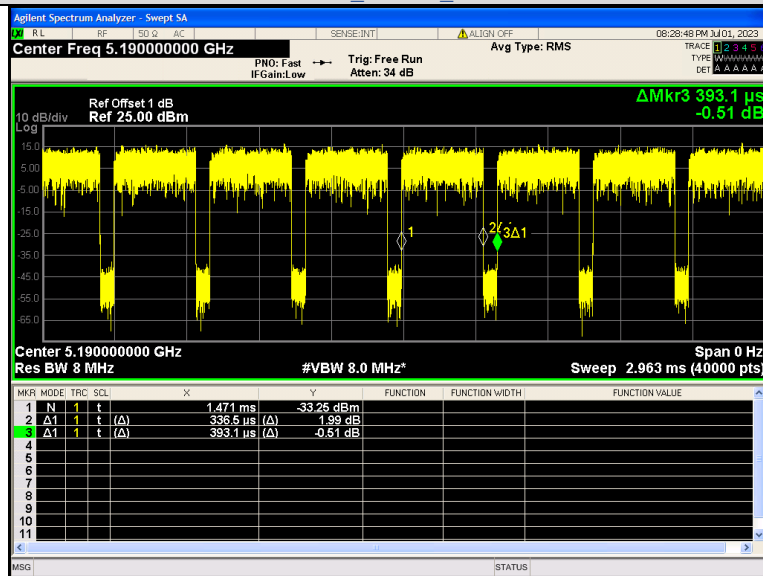 Agilent Spectrum Analyzer - Swept SA
LXI RL RF 50 Ω AC SENSE:INT ALIGN OFF 08:28:48 PM Jul 01, 2023
Center Freq 5.190000000 GHz Avg Type: RMS TRACE 1 2 3 4 5
PNO: Fast Trig: Free Run TYPE
IFGain:Low Atten: 34 dB DET A A A A A
ΔMkr3 393.1 µs
Ref Offset 1 dB
10 dB/div Ref 25.00 dBm -0.51 dB
Log
15.0
5.00
-5.00
-15.0
-25.0
-35.0
-45.0
-55.0
-65.0
1
3Δ1
Center 5.190000000 GHz Span 0 Hz
Res BW 8 MHz #VBW 8.0 MHz* Sweep 2.963 ms (40000 pts)
MKR MODE TRC SCL X Y FUNCTION FUNCTION WIDTH FUNCTION VALUE
1 N 1 t 1.471 ms -33.25 dBm
2 Δ1 1 t (Δ) 336.5 µs (Δ) 1.99 dB
3 Δ1 1 t (Δ) 393.1 µs (Δ) -0.51 dB
4
5
6
7
8
9
10
11
MSG STATUS